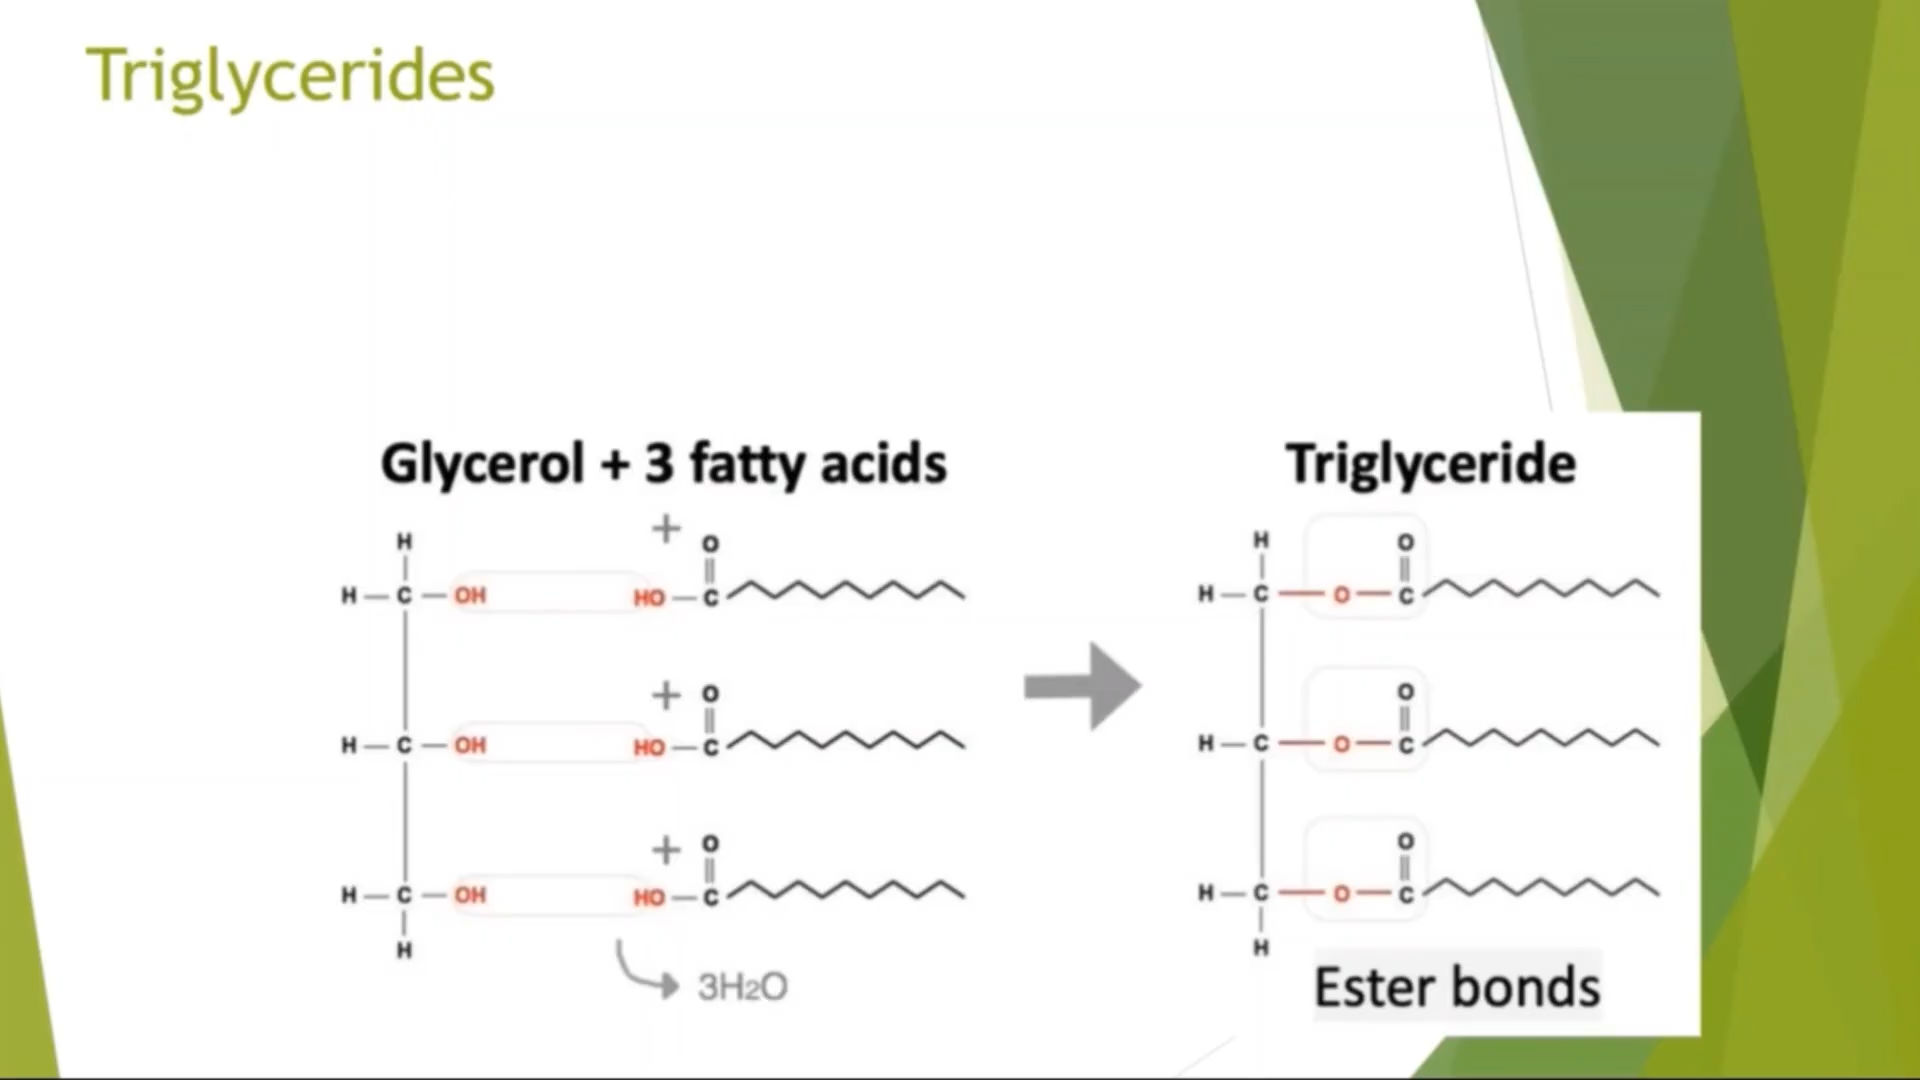 Triglycerides
Glycerol + 3 fatty acids
Triglyceride
H
+
O
H
O
H — C — OH
HO — C
H — C — O — C
+
O
O
H — C — OH
HO — C
H — C — O — C
+
O
O
H — C — OH
HO — C
H — C — O — C
H
H
3H2O
Ester bonds